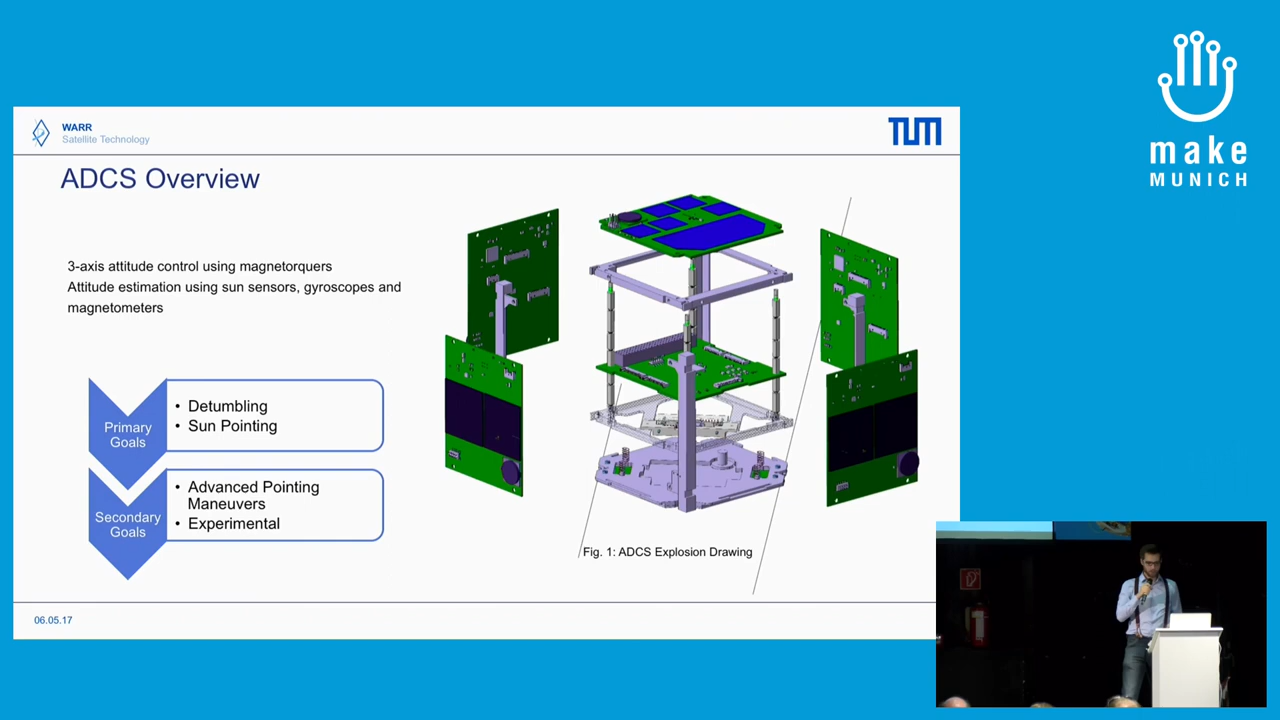 WARR
Satellite Technology
TUM
ADCS Overview
3-axis attitude control using magnetorquers
Attitude estimation using sun sensors, gyroscopes and
magnetometers
Primary
Goals
• Detumbling
• Sun Pointing
Secondary
Goals
• Advanced Pointing
Maneuvers
• Experimental
Fig. 1: ADCS Explosion Drawing
06.05.17
make
MUNICH